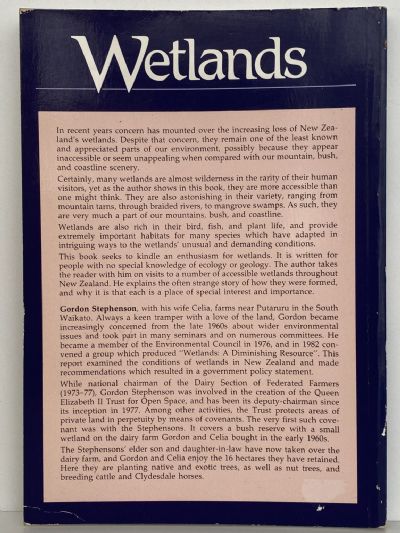 Wetlands
In recent years concern has mounted over the increasing loss of New Zea-
land's wetlands. Despite that concern, they remain one of the least known
and appreciated parts of our environment, possibly because they appear
inaccessible or seem unappealing when compared with our mountain, bush,
and coastline scenery.
Certainly, many wetlands are almost wilderness in the rarity of their human
visitors, yet as the author shows in this book, they are more accessible than
one might think. They are also astonishing in their variety, ranging from
mountain tarns, through braided rivers, to mangrove swamps. As such, they
are very much a part of our mountains, bush, and coastline.
Wetlands are also rich in their bird, fish, and plant life, and provide
extremely important habitats for many species which have adapted in
intriguing ways to the wetlands' unusual and demanding conditions.
This book seeks to kindle an enthusiasm for wetlands. It is written for
people with no special knowledge of ecology or geology. The author takes
the reader with him on visits to a number of accessible wetlands throughout
New Zealand. He explains the often strange story of how they were formed,
and why it is that each is a place of special interest and importance.
Gordon Stephenson, with his wife Celia, farms near Putaruru in the South
Waikato. Always a keen tramper with a love of the land, Gordon became
increasingly concerned from the late 1960s about wider environmental
issues and took part in many seminars and on numerous committees. He
became a member of the Environmental Council in 1976, and in 1982 con-
vened a group which produced "Wetlands: A Diminishing Resource". This
report examined the conditions of wetlands in New Zealand and made
recommendations which resulted in a government policy statement.
While national chairman of the Dairy Section of Federated Farmers
(1973–77), Gordon Stephenson was involved in the creation of the Queen
Elizabeth II Trust for Open Space, and has been its deputy-chairman since
its inception in 1977. Among other activities, the Trust protects areas of
private land in perpetuity by means of covenants. The very first such cove-
nant was with the Stephensons. It covers a bush reserve with a small
wetland on the dairy farm Gordon and Celia bought in the early 1960s.
The Stephensons' elder son and daughter-in-law have now taken over the
dairy farm, and Gordon and Celia enjoy the 16 hectares they have retained.
Here they are planting native and exotic trees, as well as nut trees, and
breeding cattle and Clydesdale horses.